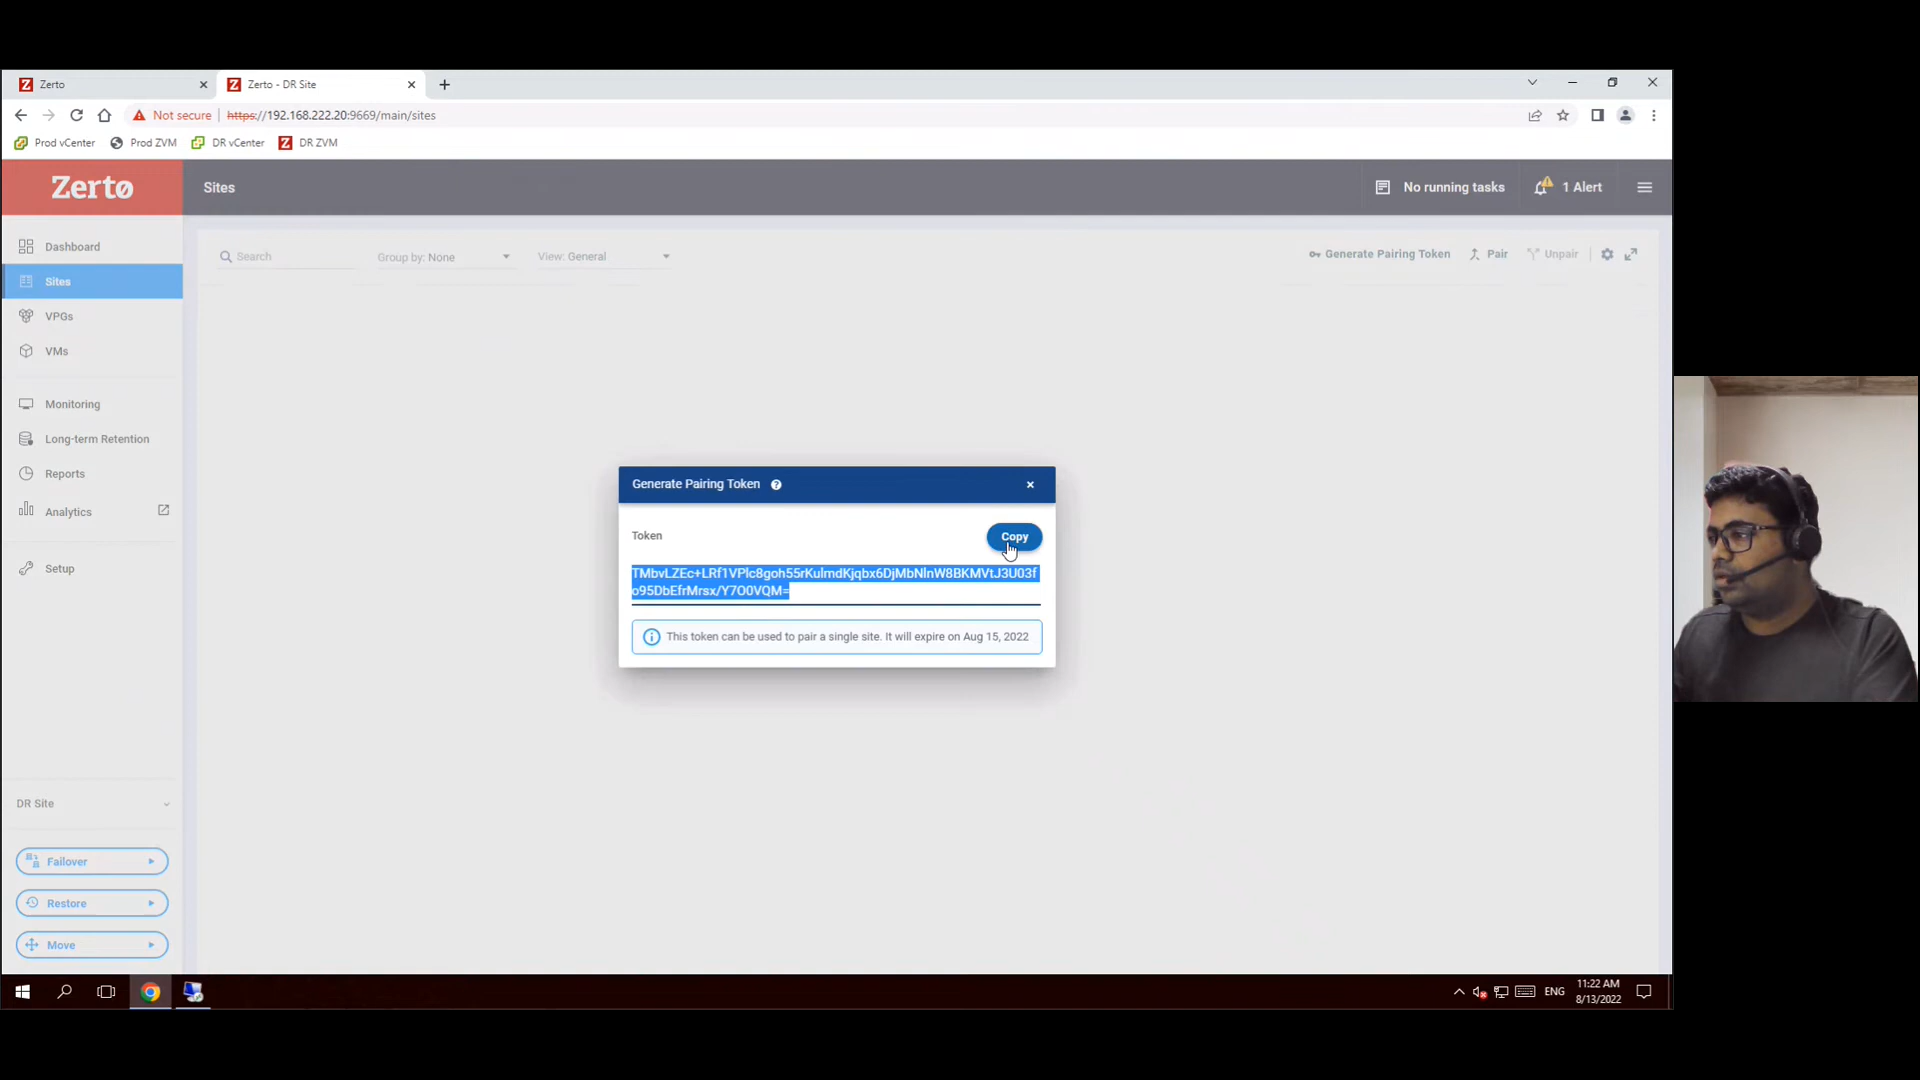 Zerto
Zerto - DR Site
Not secure
https://192.168.222.20:9669/main/sites
Prod vCenter
Prod ZVM
DR vCenter
DR ZVM
Zertø
Sites
No running tasks
1 Alert
Dashboard
Sites
VPGs
VMs
Monitoring
Long-term Retention
Reports
Analytics
Setup
DR Site
Failover
Restore
Move
Search
Group by: None
View: General
Generate Pairing Token
Pair
Unpair
Generate Pairing Token
Token
Copy
TMbvLZEc+LRf1VPlc8goh55rKulmdKjqbx6DjMbNlnW8BKMVtJ3U03f
o95DbEfrMrsx/Y7O0VQM=
This token can be used to pair a single site. It will expire on Aug 15, 2022
ENG
11:22 AM
8/13/2022